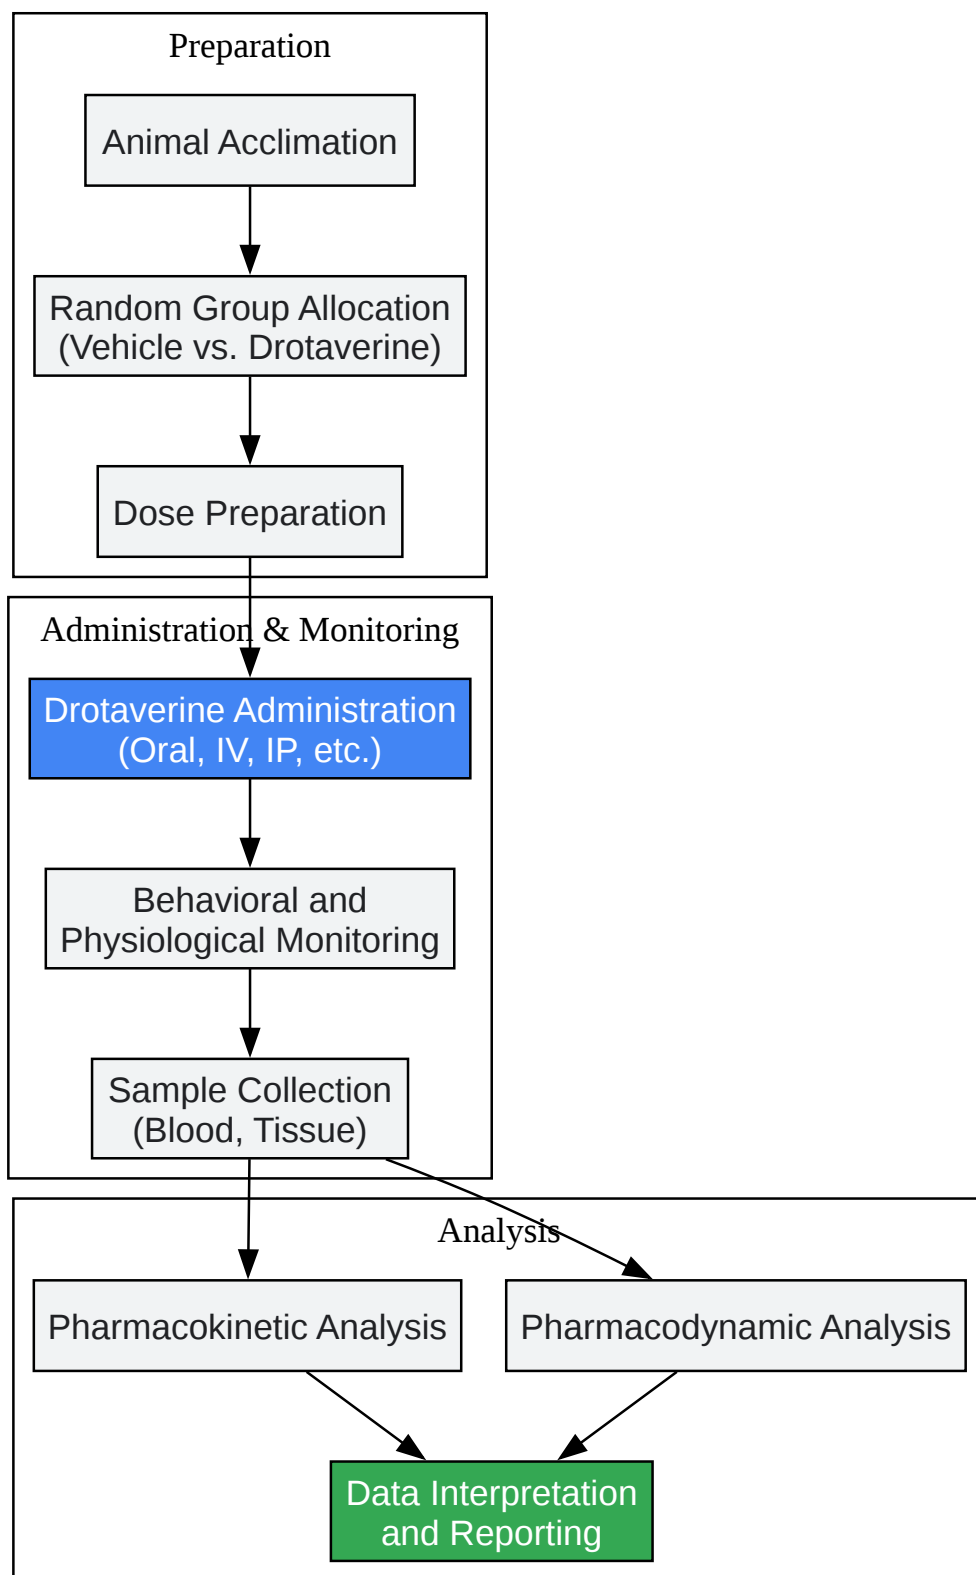 Preparation
Animal Acclimation
Random Group Allocation
(Vehicle vs. Drotaverine)
Dose Preparation
Administration & Monitoring
Drotaverine Administration
(Oral, IV, IP, etc.)
Behavioral and
Physiological Monitoring
Sample Collection
(Blood, Tissue)
Analysis
Pharmacokinetic Analysis
Pharmacodynamic Analysis
Data Interpretation
and Reporting